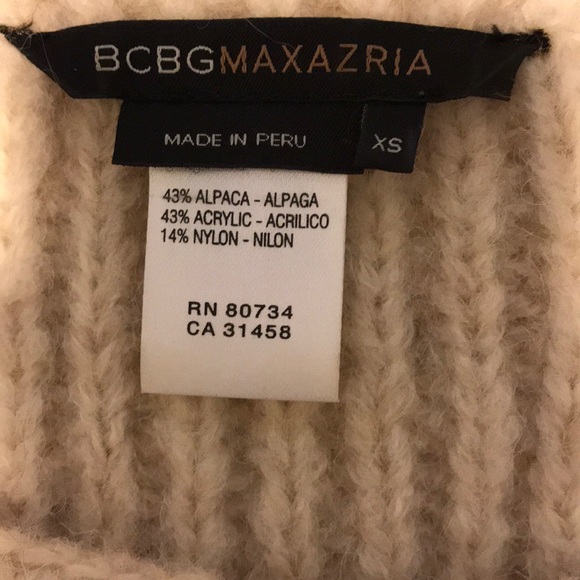 BCBGMAXAZRIA
MADE IN PERU
XS
43% ALPACA - ALPAGA
43% ACRYLIC - ACRILICO
14% NYLON - NILON
RN 80734
CA 31458